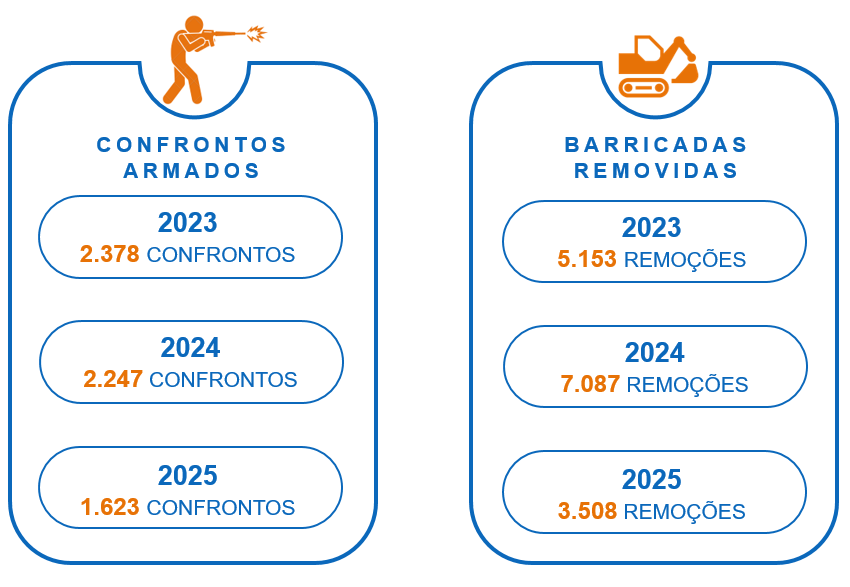 CONFRONTOS
ARMADOS
2023
2.378 CONFRONTOS
2024
2.247 CONFRONTOS
2025
1.623 CONFRONTOS
BARRICADAS
REMOVIDAS
2023
5.153 REMOÇÕES
2024
7.087 REMOÇÕES
2025
3.508 REMOÇÕES